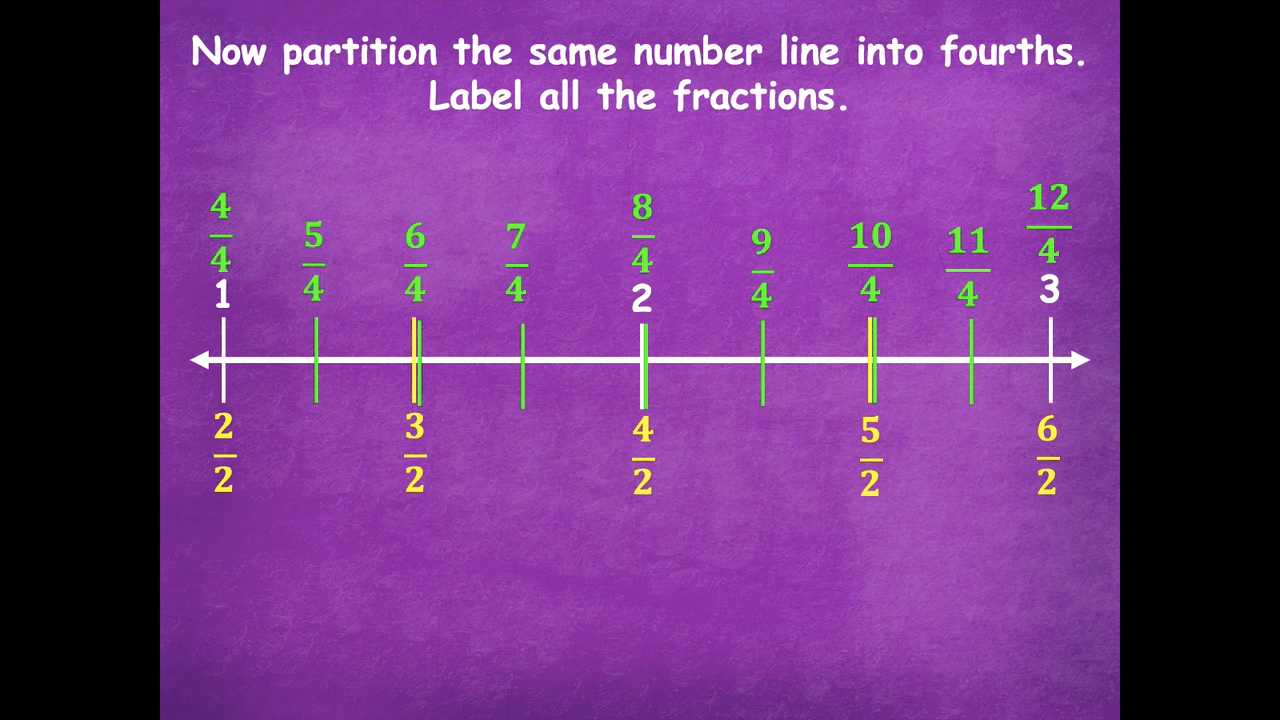 Now partition the same number line into fourths.
Label all the fractions.
4/4 5/4 6/4 7/4 8/4 9/4 10/4 11/4 12/4
1 2 3
2/2 3/2 4/2 5/2 6/2